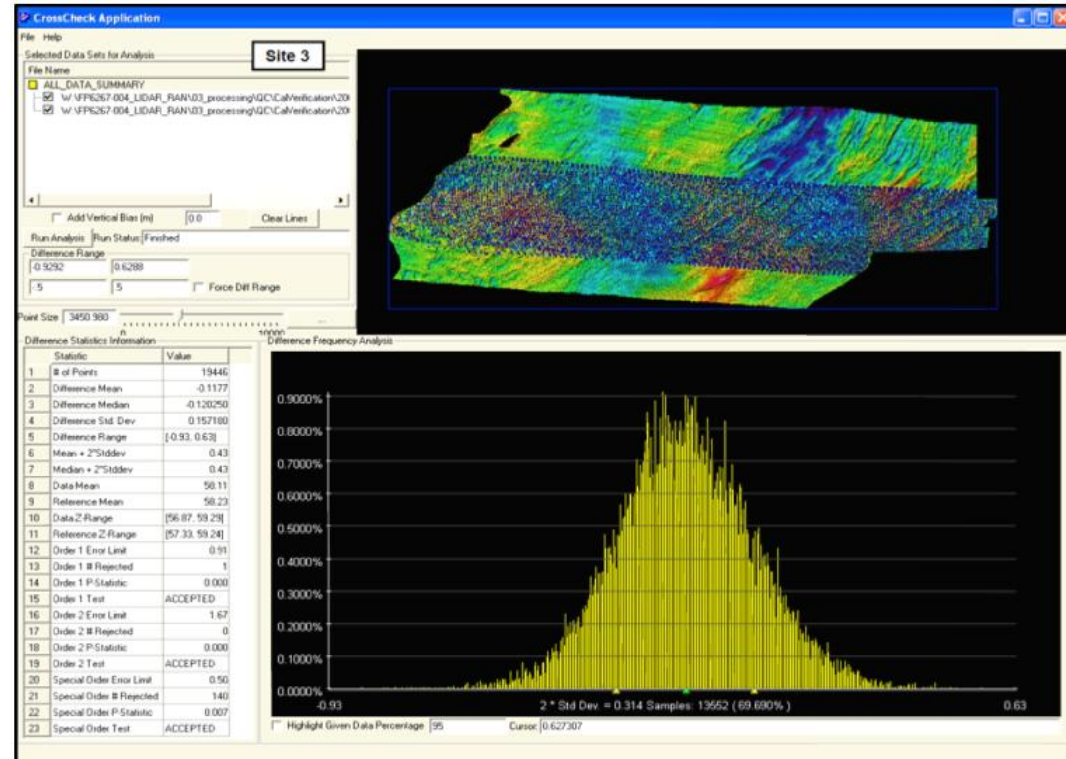 CrossCheck Application
File Help
Selected Data Sets for Analysis
Site 3
File Name
ALL_DATA_SUMMARY
W:\FP6267-004_LIDAR_RAN\03_processing\QC\CalVerification\20
W:\FP6267-004_LIDAR_RAN\03_processing\QC\CalVerification\20
Add Vertical Bias (m) 0.0 Clear Lines
Run Analysis Run Status: Finished
Difference Range
-0.9292 0.6288
-.5 .5 Force Diff Range
Point Size 3450.980 ...
0 10000
Difference Statistics Information
Statistic Value
1 # of Points 19446
2 Difference Mean -0.1177
3 Difference Median -0.120250
4 Difference Std. Dev 0.157180
5 Difference Range [-0.93, 0.63]
6 Mean + 2*Stddev 0.43
7 Median + 2*Stddev 0.43
8 Data Mean 58.11
9 Reference Mean 58.23
10 Data Z-Range [56.87, 59.29]
11 Reference Z-Range [57.33, 59.24]
12 Order 1 Error Limit 0.91
13 Order 1 # Rejected 1
14 Order 1 P-Statistic 0.000
15 Order 1 Test ACCEPTED
16 Order 2 Error Limit 1.67
17 Order 2 # Rejected 0
18 Order 2 P-Statistic 0.000
19 Order 2 Test ACCEPTED
20 Special Order Error Limit 0.50
21 Special Order # Rejected 140
22 Special Order P-Statistic 0.007
23 Special Order Test ACCEPTED
Difference Frequency Analysis
0.9000%
0.8000%
0.7000%
0.6000%
0.5000%
0.4000%
0.3000%
0.2000%
0.1000%
0.0000%
-0.93 2 * Std Dev. = 0.314 Samples: 13552 ( 69.690% ) 0.63
Highlight Given Data Percentage 95 Cursor: 0.627307